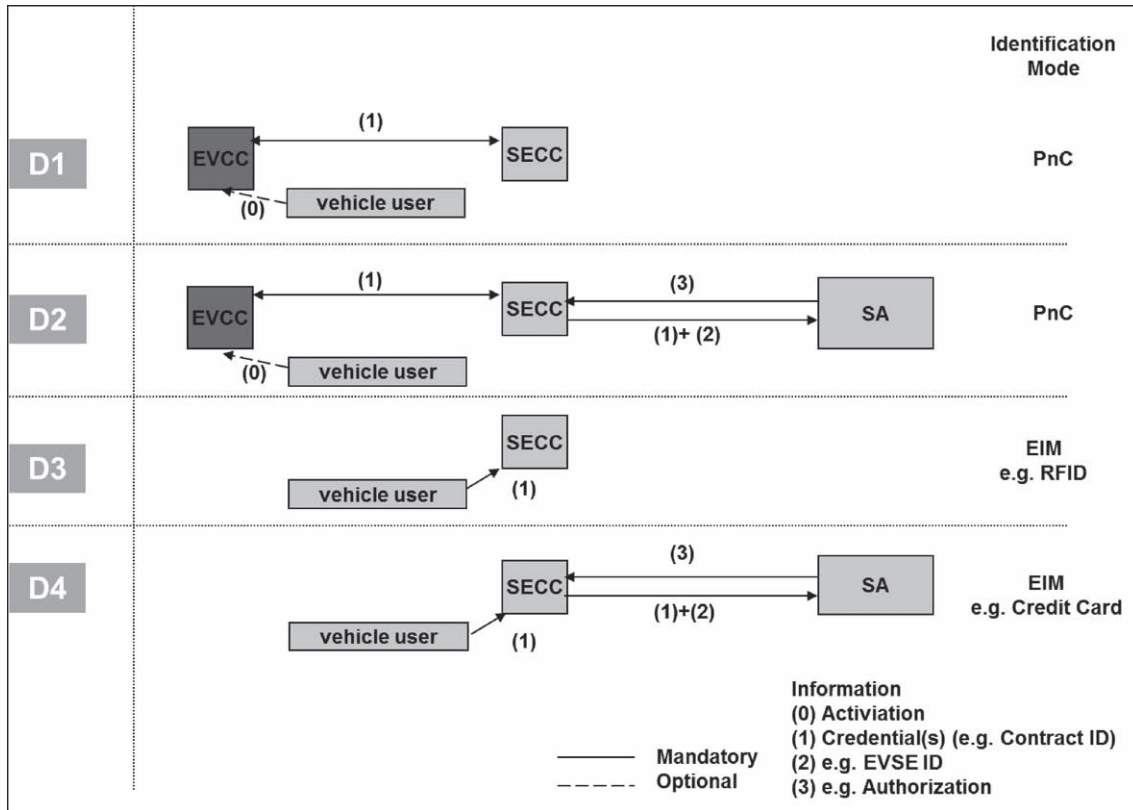 Identification
Mode
(1)
D1
EVCC
SECC
PnC
vehicle user
(0)
(1)
(3)
D2
EVCC
SECC
SA
PnC
(1)+ (2)
vehicle user
(0)
SECC
D3
EIM
e.g. RFID
vehicle user
(1)
(3)
D4
SECC
SA
EIM
e.g. Credit Card
(1)+(2)
vehicle user
(1)
Information
(0) Activiation
(1) Credential(s) (e.g. Contract ID)
Mandatory
(2) e.g. EVSE ID
Optional
(3) e.g. Authorization